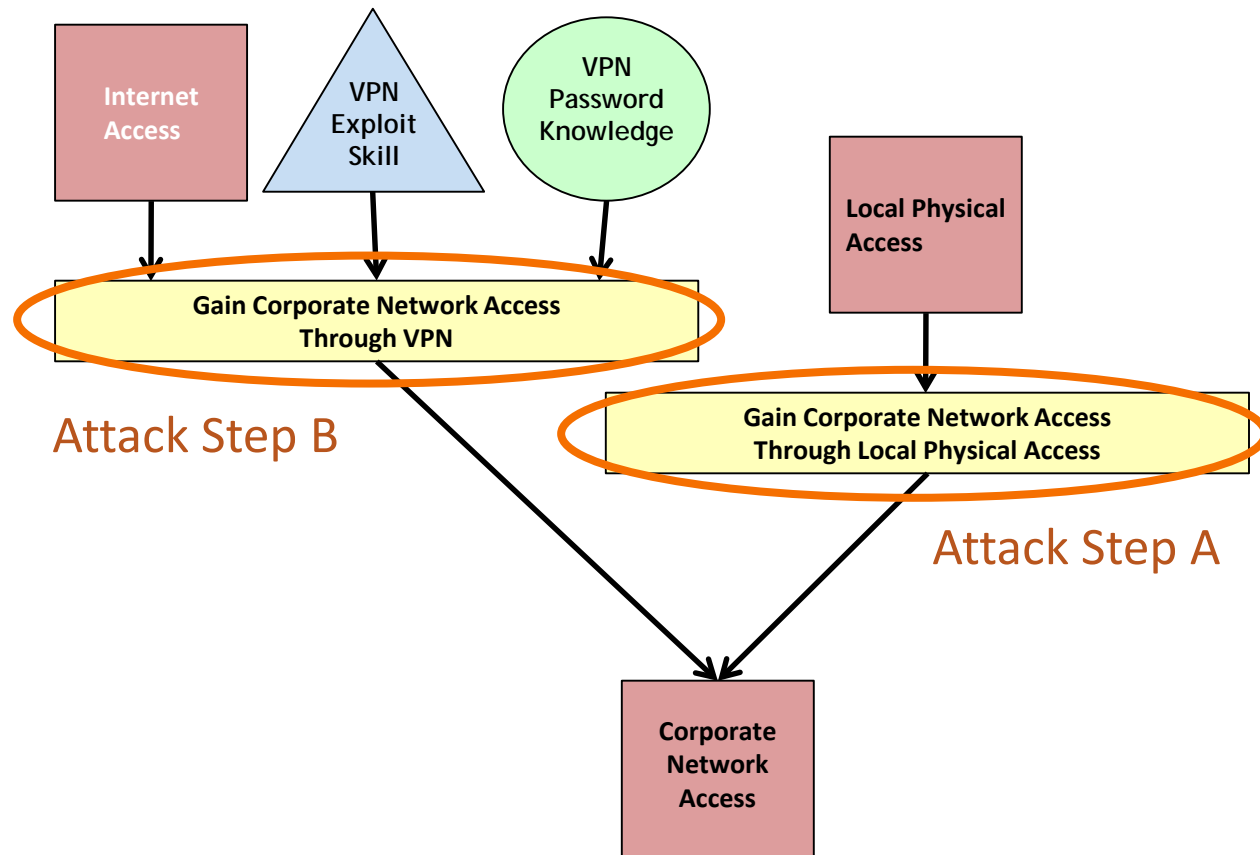 Internet
Access
VPN
Exploit
Skill
VPN
Password
Knowledge
Local Physical
Access
Gain Corporate Network Access
Through VPN
Attack Step B
Gain Corporate Network Access
Through Local Physical Access
Attack Step A
Corporate
Network
Access